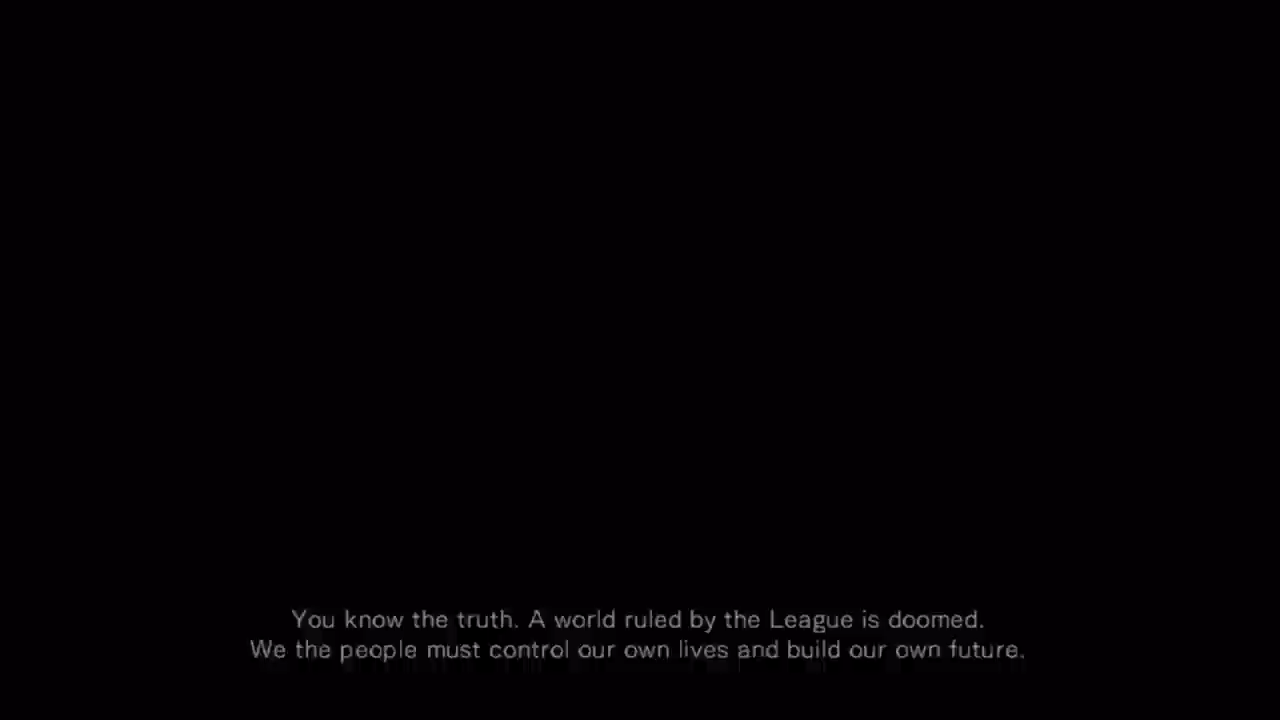 You know the truth. A world ruled by the League is doomed.
We the people must control our own lives and build our own future.